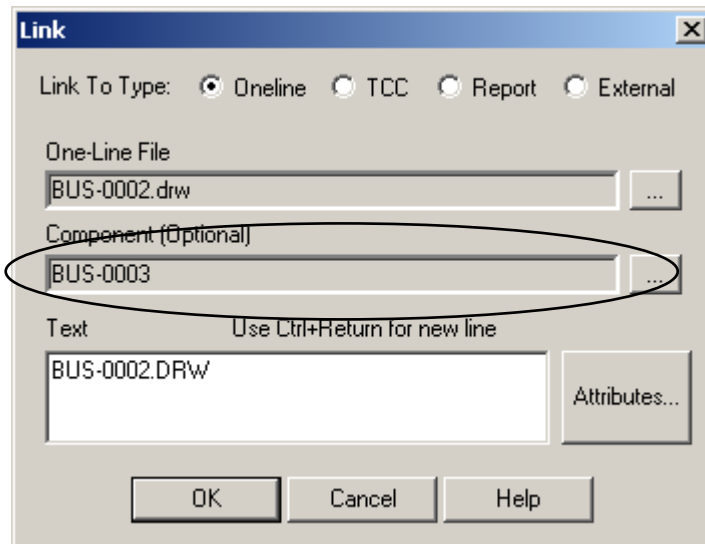 Link
Link To Type: Oneline TCC Report External
One-Line File
BUS-0002.drw ...
Component (Optional)
BUS-0003 ...
Text Use Ctrl+Return for new line
BUS-0002.DRW
Attributes...
OK Cancel Help